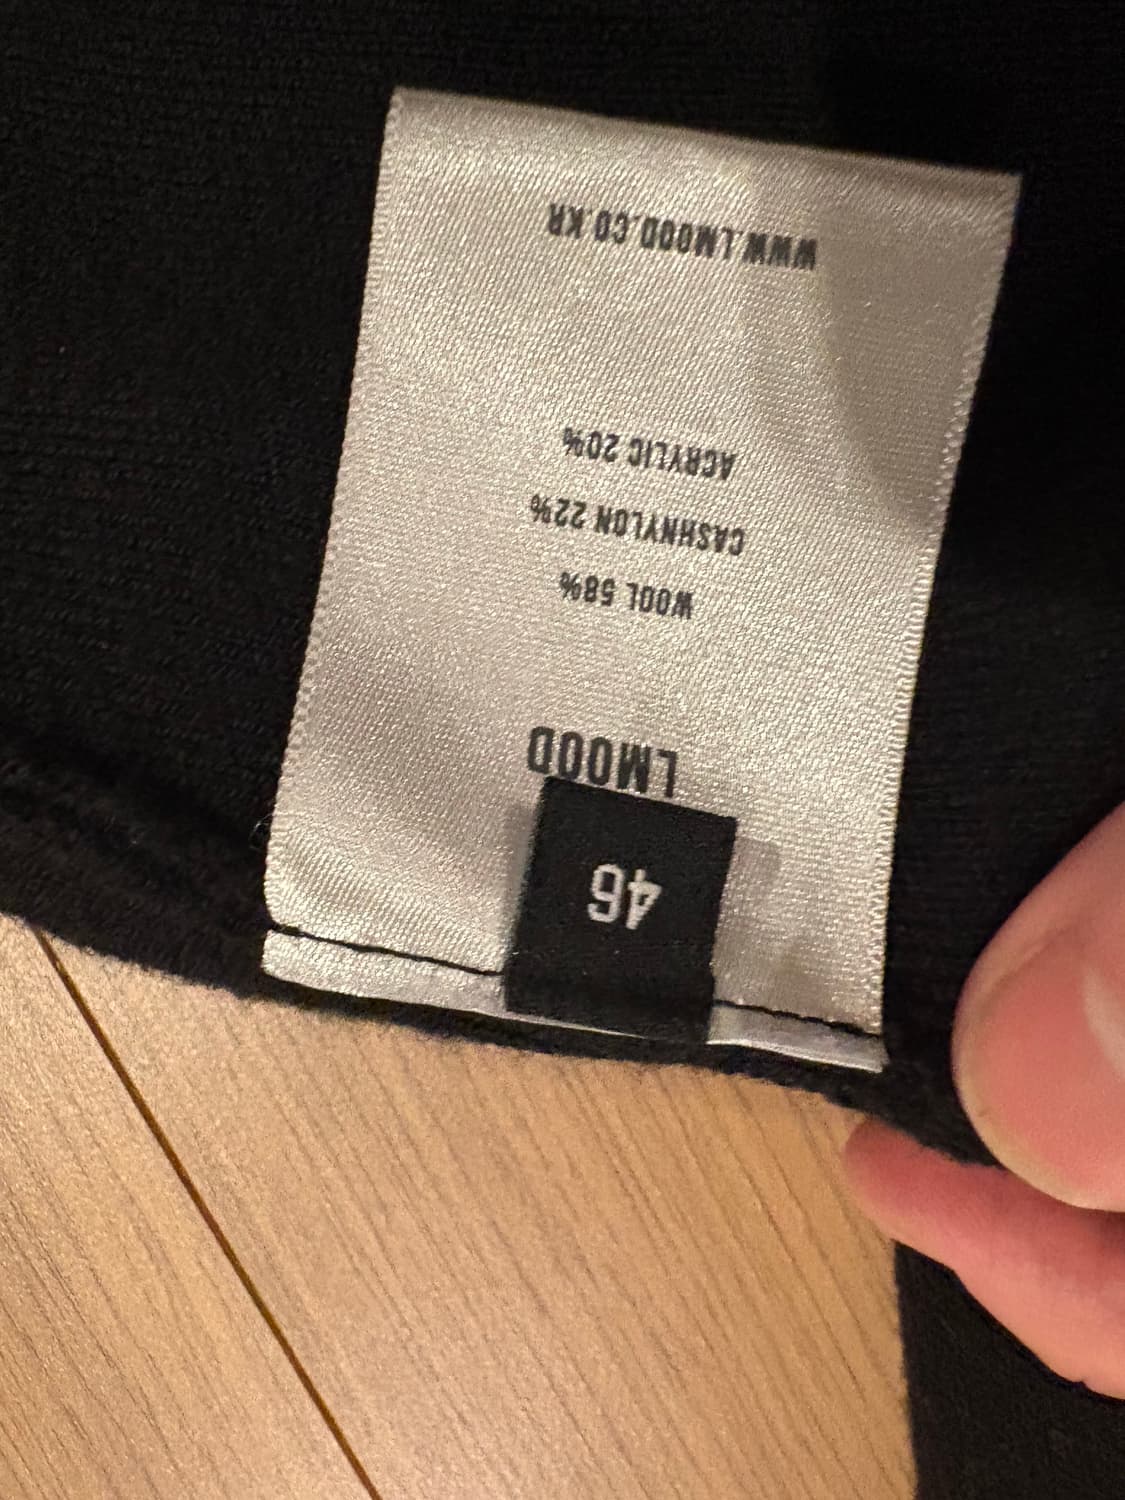 46
LMOOD
WOOL 58%
CASHNYLON 22%
ACRYLIC 20%
WWW.LMOOD.CO.KR